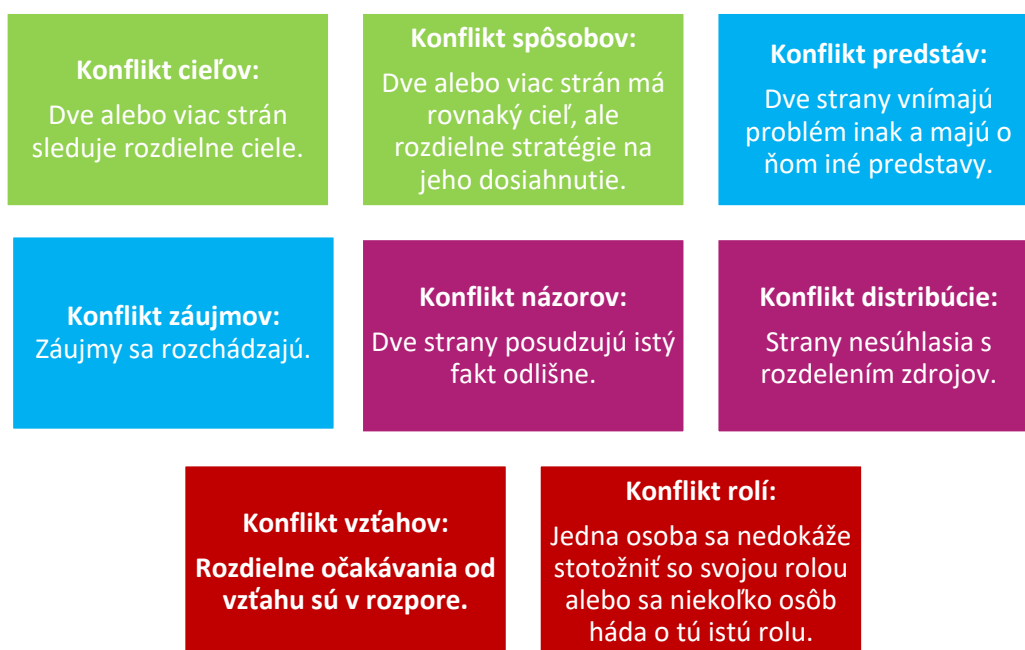 Konflikt cieľov:
Dve alebo viac strán
sleduje rozdielne ciele.
Konflikt spôsobov:
Dve alebo viac strán má
rovnaký cieľ, ale
rozdielne stratégie na
jeho dosiahnutie.
Konflikt predstáv:
Dve strany vnímajú
problém inak a majú o
ňom iné predstavy.
Konflikt záujmov:
Záujmy sa rozchádzajú.
Konflikt názorov:
Dve strany posudzujú istý
fakt odlišne.
Konflikt distribúcie:
Strany nesúhlasia s
rozdelením zdrojov.
Konflikt vzťahov:
Rozdielne očakávania od
vzťahu sú v rozpore.
Konflikt rolí:
Jedna osoba sa nedokáže
stotožniť so svojou rolou
alebo sa niekoľko osôb
háda o tú istú rolu.